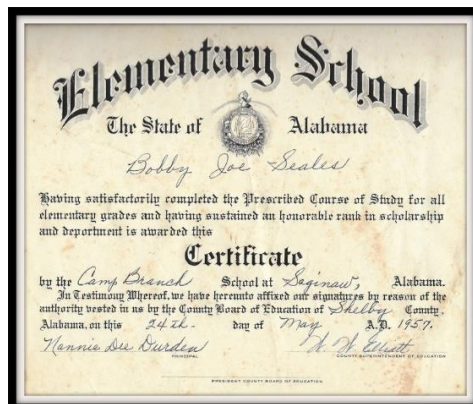 Elementary School
The State of Alabama
Bobby Joe Seales
Having satisfactorily completed the Prescribed Course of Study for all
elementary grades and having sustained an honorable rank in scholarship
and department is awarded this
Certificate
by the Camp Branch School at Saginaw, Alabama.
In Testimony Whereof, we have hereunto affixed our signatures by reason of the
authority vested in us by the County Board of Education of Shelby County,
Alabama, on this 24th. day of May A.D. 1957.
Nannie Dee Durden W. W. Elliott
PRINCIPAL COUNTY SUPERINTENDENT OF EDUCATION
PRESIDENT COUNTY BOARD OF EDUCATION